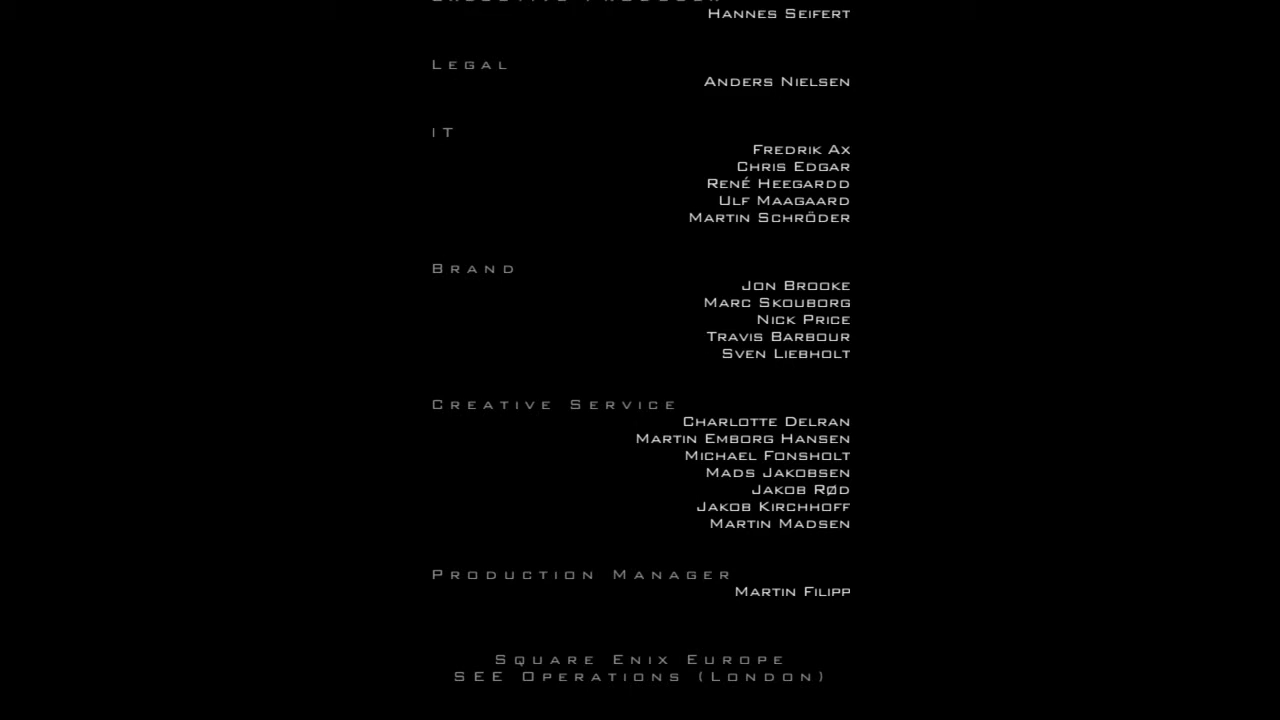 Executive Producer
Hannes Seifert
Legal
Anders Nielsen
IT
Fredrik Ax
Chris Edgar
René Heegardd
Ulf Maagaard
Martin Schröder
Brand
Jon Brooke
Marc Skouborg
Nick Price
Travis Barbour
Sven Liebholt
Creative Service
Charlotte Delran
Martin Emborg Hansen
Michael Fonsholt
Mads Jakobsen
Jakob Rød
Jakob Kirchhoff
Martin Madsen
Production Manager
Martin Filipp
Square Enix Europe
SEE Operations (London)